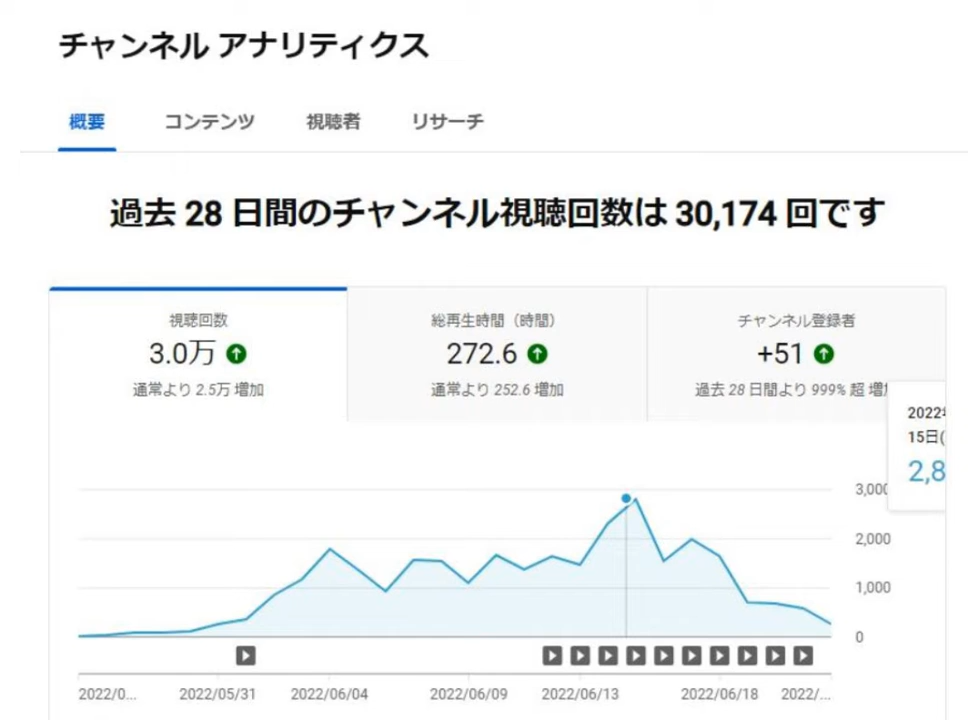 チャンネル アナリティクス
概要 コンテンツ 視聴者 リサーチ
過去 28 日間のチャンネル視聴回数は 30,174 回です
視聴回数 総再生時間（時間） チャンネル登録者
3.0万 272.6 +51
通常より 2.5万 増加 通常より 252.6 増加 過去 28 日間より 999% 超 増
2022
15日(
2,8
3,000
2,000
1,000
0
2022/0... 2022/05/31 2022/06/04 2022/06/09 2022/06/13 2022/06/18 2022/...